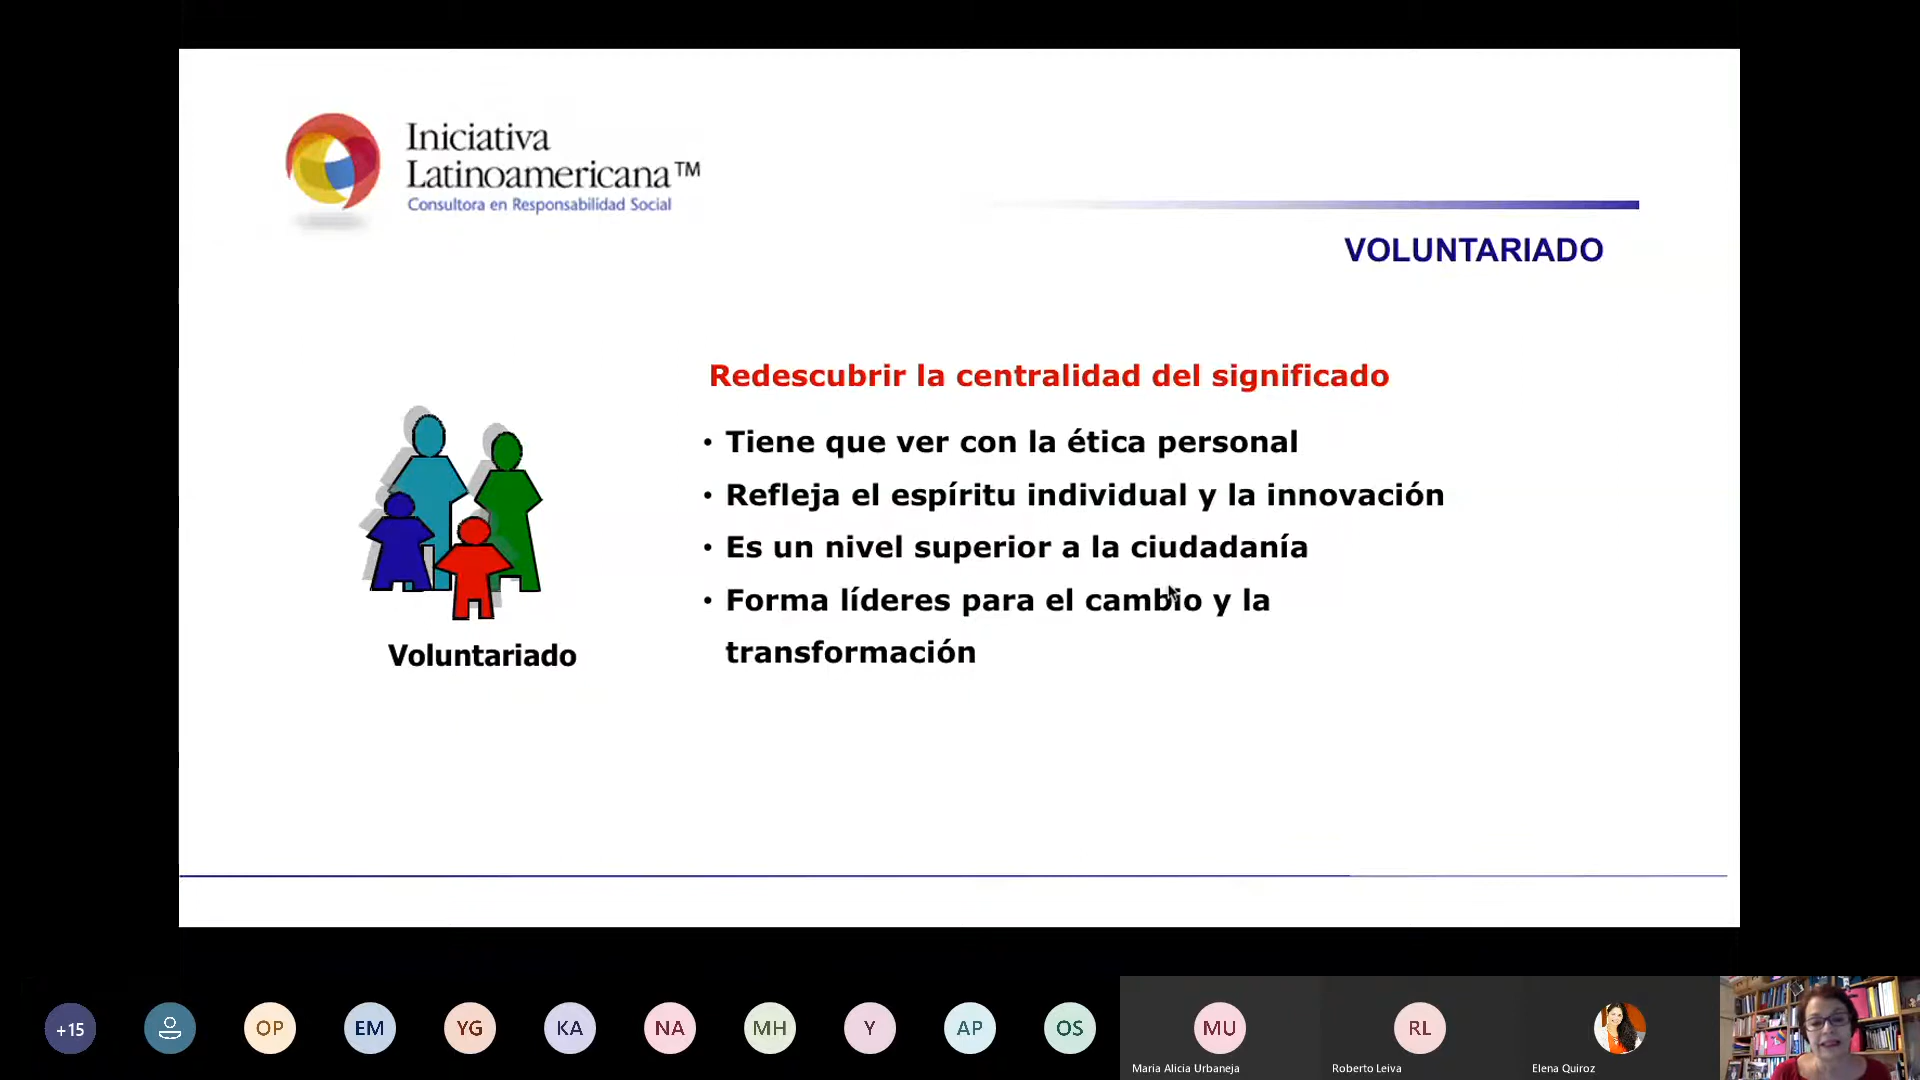 Iniciativa
Latinoamericana™
Consultora en Responsabilidad Social
VOLUNTARIADO
Redescubrir la centralidad del significado
• Tiene que ver con la ética personal
• Refleja el espíritu individual y la innovación
• Es un nivel superior a la ciudadanía
• Forma líderes para el cambio y la
transformación
Voluntariado
+15
OP
EM
YG
KA
NA
MH
Y
AP
OS
MU
RL
Maria Alicia Urbaneja
Roberto Leiva
Elena Quiroz